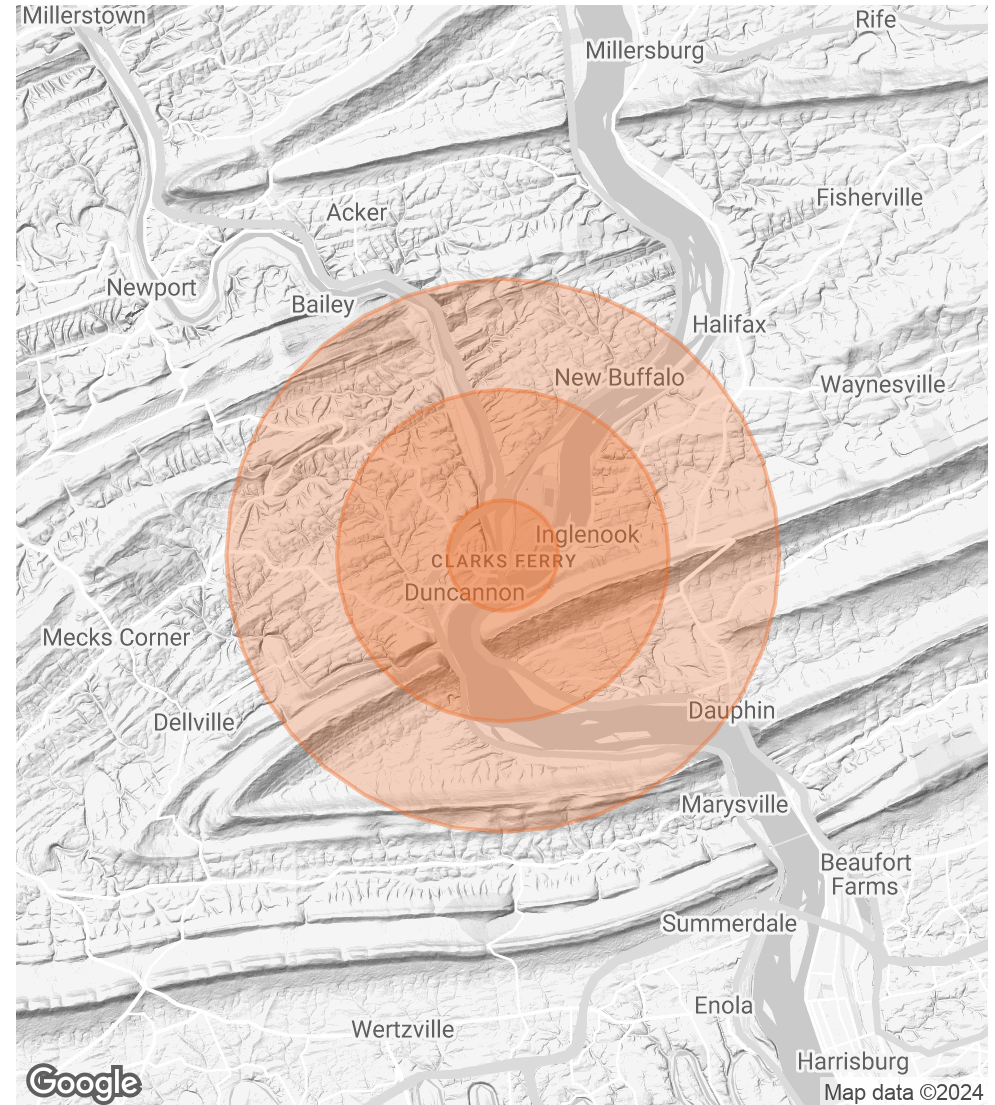 Millerstown
Rife
Millersburg
Fisherville
Acker
Newport
Bailey
Halifax
New Buffalo
Waynesville
Inglenook
CLARKS FERRY
Duncannon
Mecks Corner
Dauphin
Dellville
Marysville
Beaufort
Farms
Summerdale
Enola
Wertzville
Harrisburg
Google
Map data ©2024